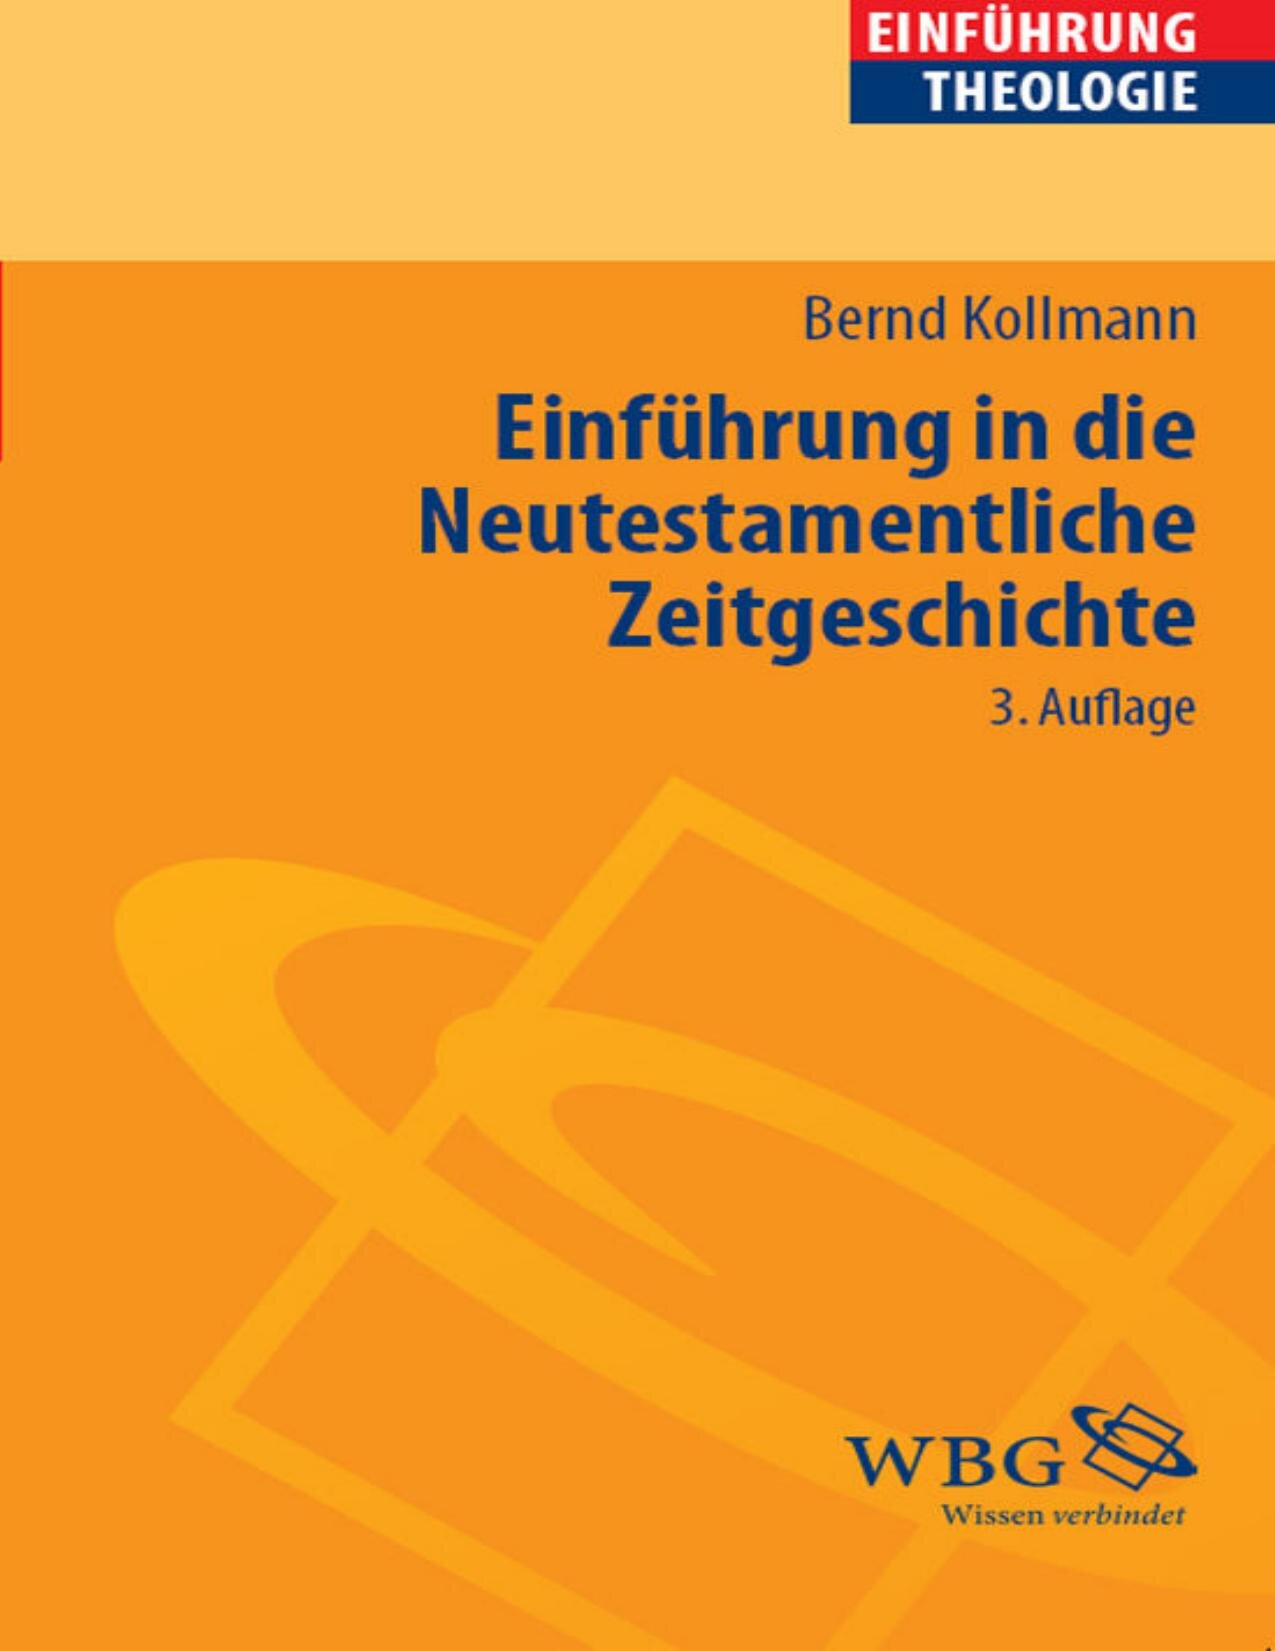 EINFÜHRUNG
THEOLOGIE
Bernd Kollmann
Einführung in die
Neutestamentliche
Zeitgeschichte
3. Auflage
WBG
Wissen verbindet